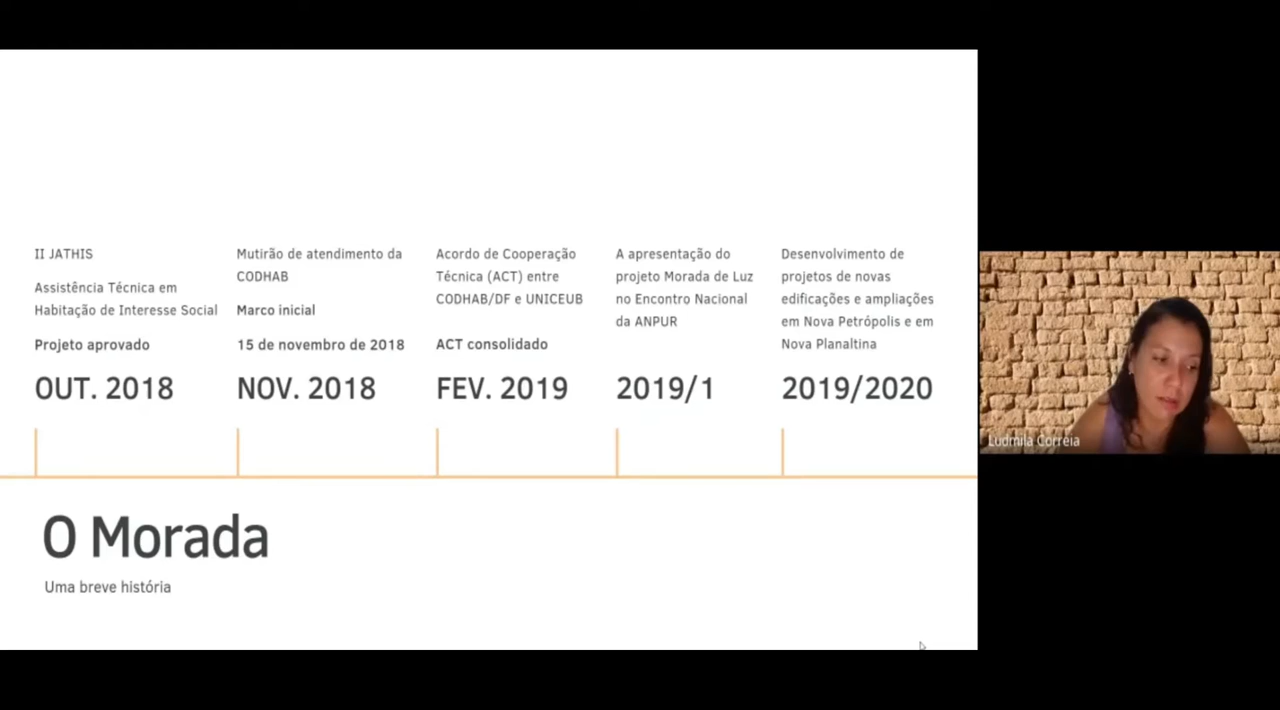 II JATHIS
Assistência Técnica em
Habitação de Interesse Social
Projeto aprovado
OUT. 2018
Mutirão de atendimento da
CODHAB
Marco inicial
15 de novembro de 2018
NOV. 2018
Acordo de Cooperação
Técnica (ACT) entre
CODHAB/DF e UNICEUB
ACT consolidado
FEV. 2019
A apresentação do
projeto Morada de Luz
no Encontro Nacional
da ANPUR
2019/1
Desenvolvimento de
projetos de novas
edificações e ampliações
em Nova Petrópolis e em
Nova Planaltina
2019/2020
O Morada
Uma breve história
Ludmila Correia